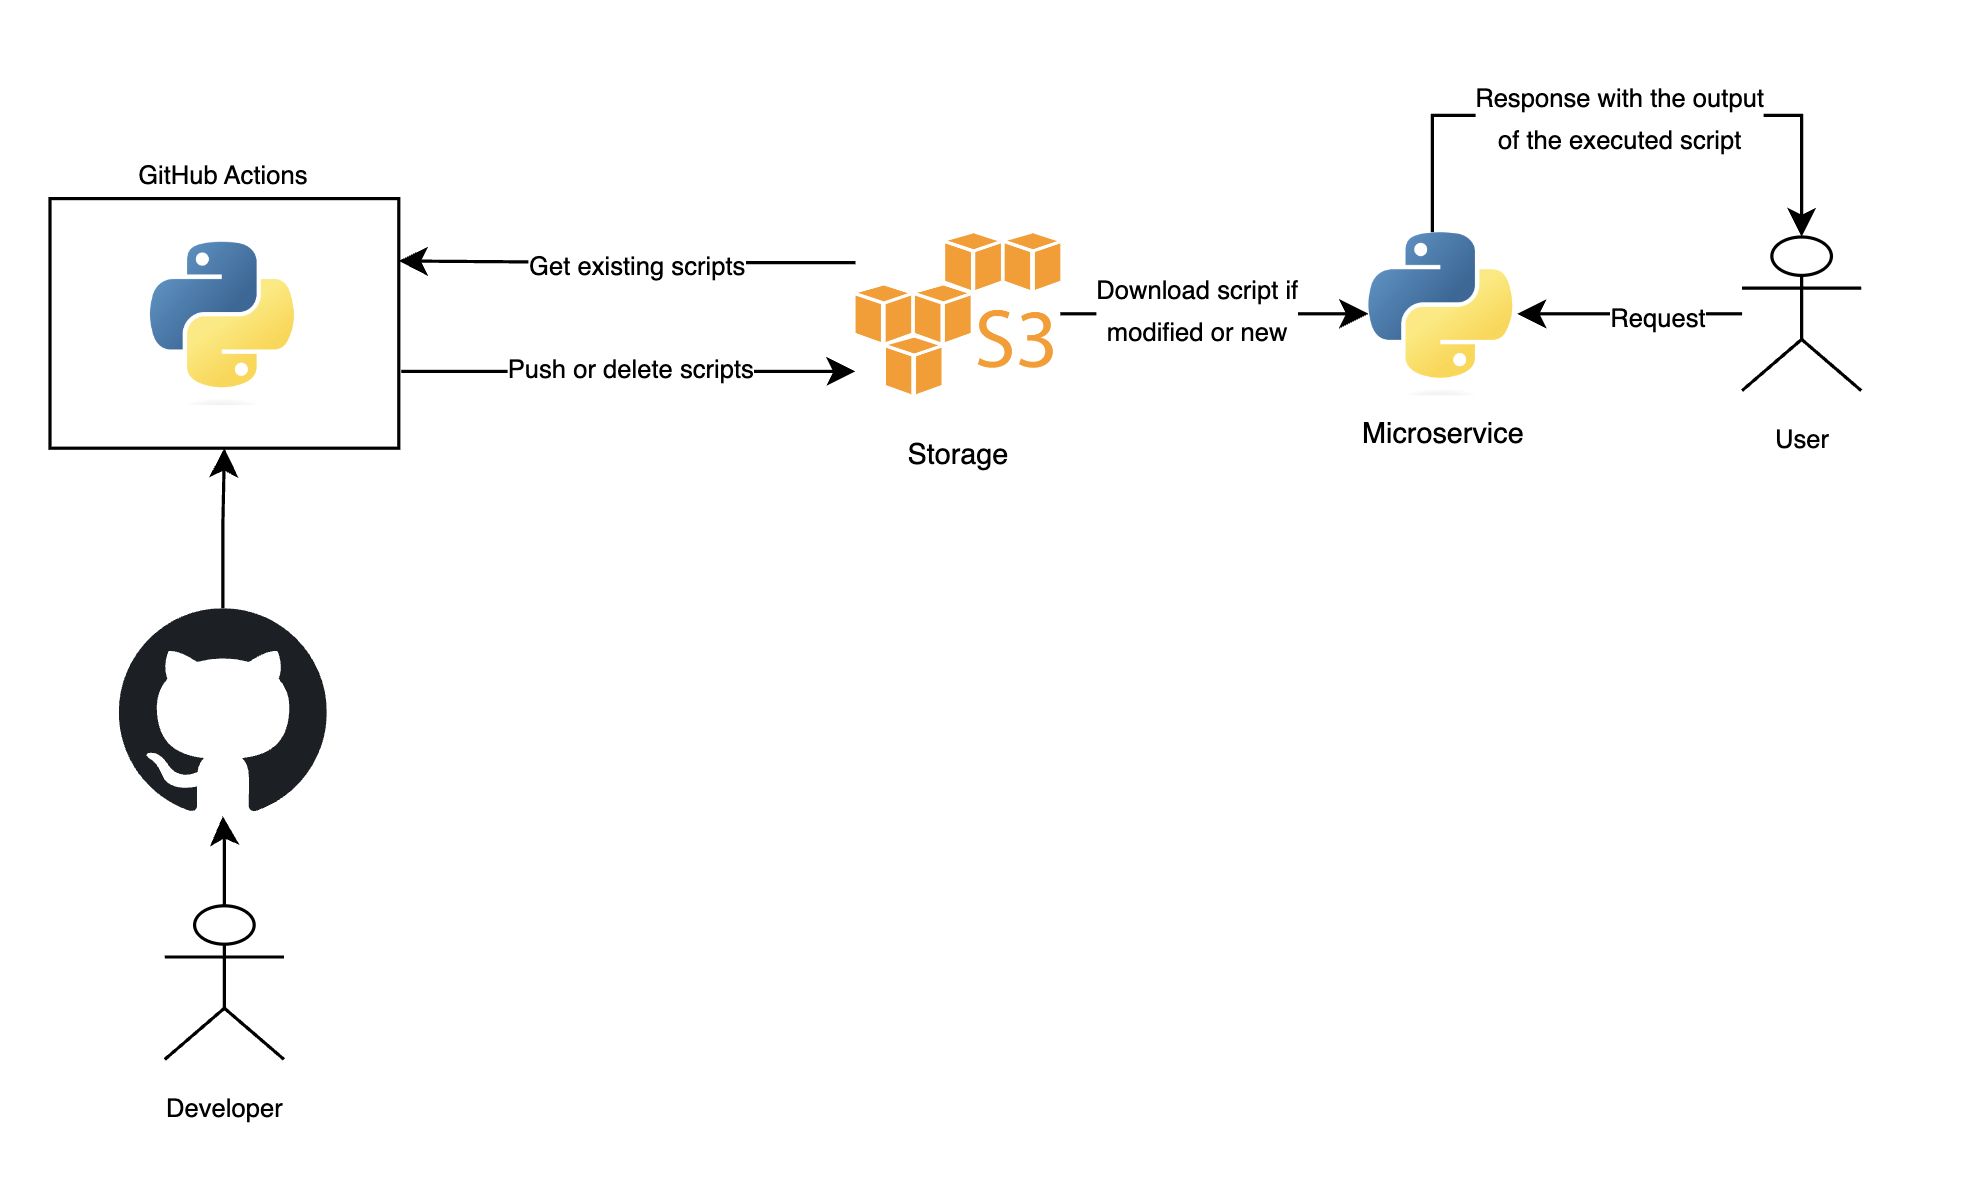 Response with the output
of the executed script
GitHub Actions
Get existing scripts
Push or delete scripts
S3
Storage
Download script if
modified or new
Microservice
Request
User
Developer